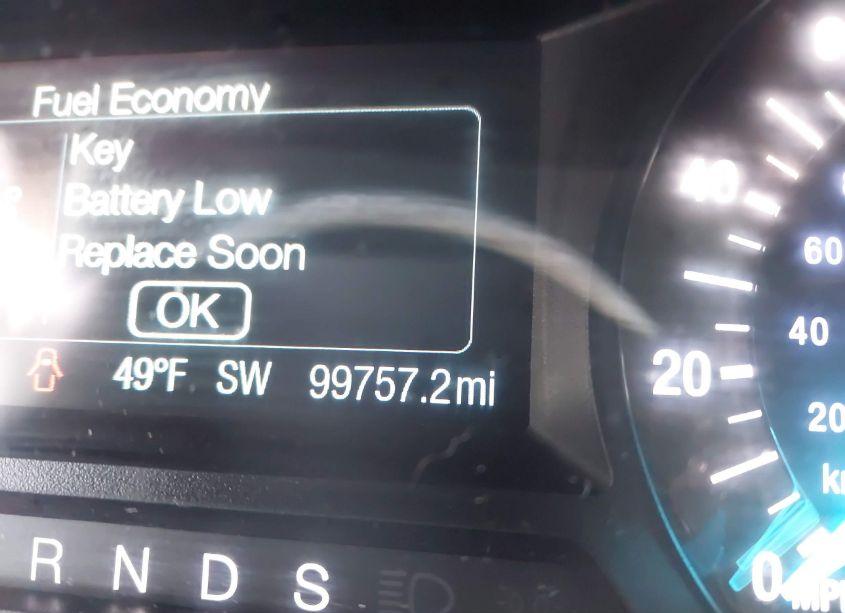 Fuel Economy
Key
Battery Low
Replace Soon
OK
49°F SW 99757.2mi
R N D S
40
20
0
60
40
20